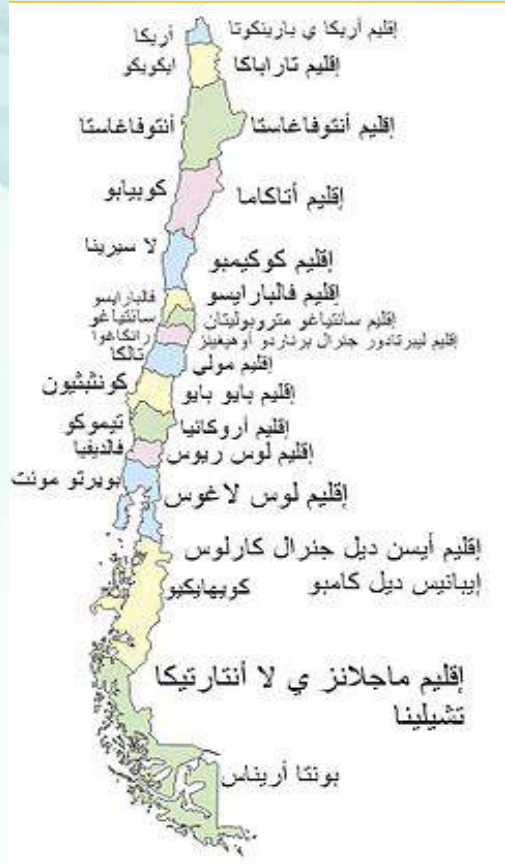 إقليم أريكا ي بارينكوتا
أريكا
إقليم تاراباكا
ايكويكو
إقليم أنتوفاغاستا
أنتوفاغاستا
إقليم أتاكاما
كوبيابو
لا سيرينا
إقليم كوكيمبو
إقليم فالبارايسو
فالبارايسو
إقليم سانتياغو متروبوليتان
سانتياغو
إقليم ليبرتادور جنرال برناردو أوهيغينز
رانكاغوا
تالكا
إقليم مولي
كونثبثيون
إقليم بايو بايو
تيموكو
إقليم أروكانيا
فالديفيا
إقليم لوس ريوس
بويرتو مونت
إقليم لوس لاغوس
إقليم أيسن ديل جنرال كارلوس
إيبانيس ديل كامبو
كويهايكيو
إقليم ماجلانز ي لا أنتارتيكا
تشيلينا
بونتا أريناس